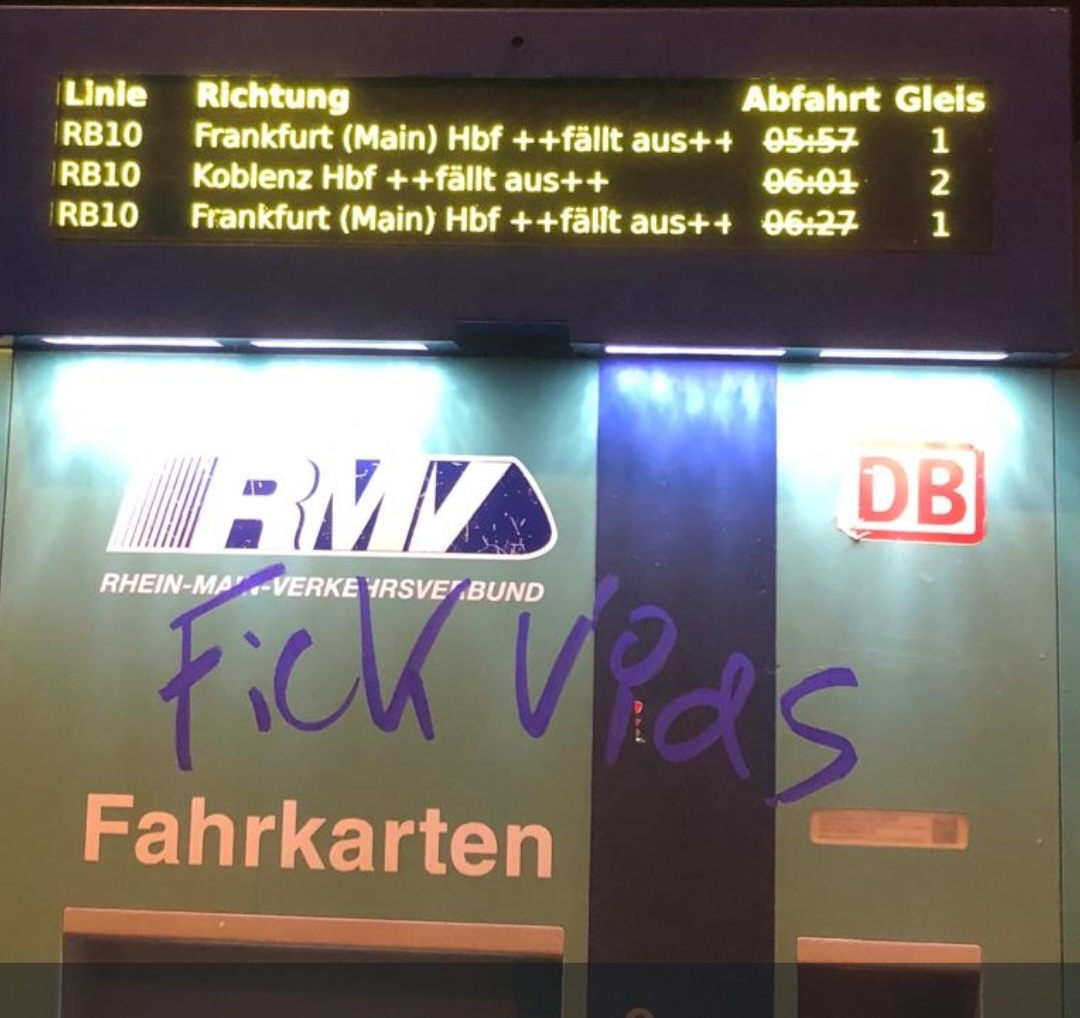 Linie Richtung Abfahrt Gleis
RB10 Frankfurt (Main) Hbf ++fällt aus++ 05:57 1
RB10 Koblenz Hbf ++fällt aus++ 06:01 2
RB10 Frankfurt (Main) Hbf ++fällt aus++ 06:27 1
RMV
DB
RHEIN-MAIN-VERKEHRSVERBUND
Fick Vias
Fahrkarten